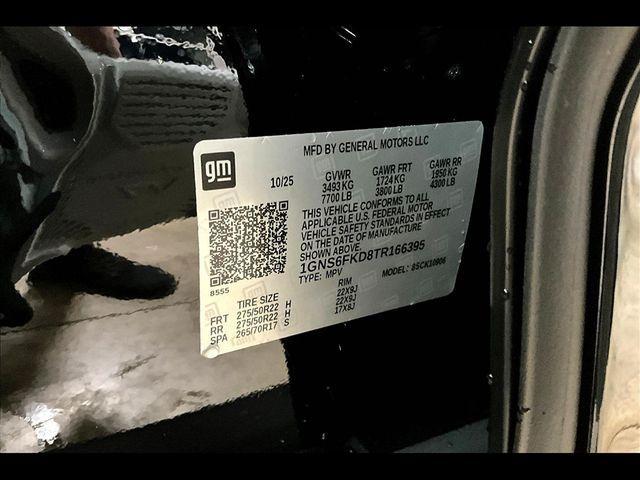 MFD BY GENERAL MOTORS LLC
gm
10/25
GVWR GAWR FRT GAWR RR
3493 KG 1724 KG 1950 KG
7700 LB 3800 LB 4300 LB
THIS VEHICLE CONFORMS TO ALL
APPLICABLE U.S. FEDERAL MOTOR
VEHICLE SAFETY STANDARDS IN EFFECT
ON THE DATE OF MANUFACTURE
SHOWN ABOVE.
1GNS6FKD8TR166395
TYPE: MPV MODEL: 8SCK10906
8555
TIRE SIZE RIM
FRT 275/50R22 H 22X9J
RR 275/50R22 H 22X9J
SPA 265/70R17 S 17X8J